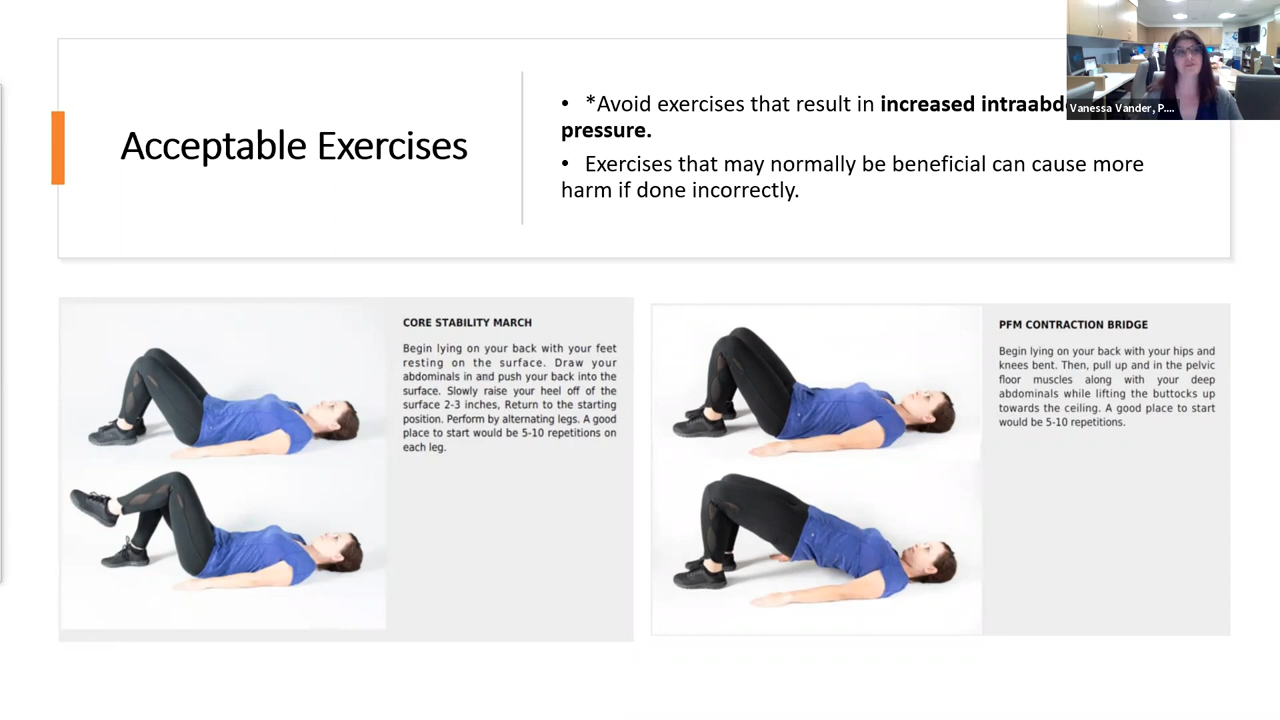 Acceptable Exercises
• *Avoid exercises that result in increased
pressure.
• Exercises that may normally be beneficial can cause more
harm if done incorrectly.
Vanessa Vander, P....
CORE STABILITY MARCH
Begin lying on your back with your feet
resting on the surface. Draw your
abdominals in and push your back into the
surface. Slowly raise your heel off of the
surface 2-3 inches, Return to the starting
position. Perform by alternating legs. A good
place to start would be 5-10 repetitions on
each leg.
PFM CONTRACTION BRIDGE
Begin lying on your back with your hips and
knees bent. Then, pull up and in the pelvic
floor muscles along with your deep
abdominals while lifting the buttocks up
towards the ceiling. A good place to start
would be 5-10 repetitions.